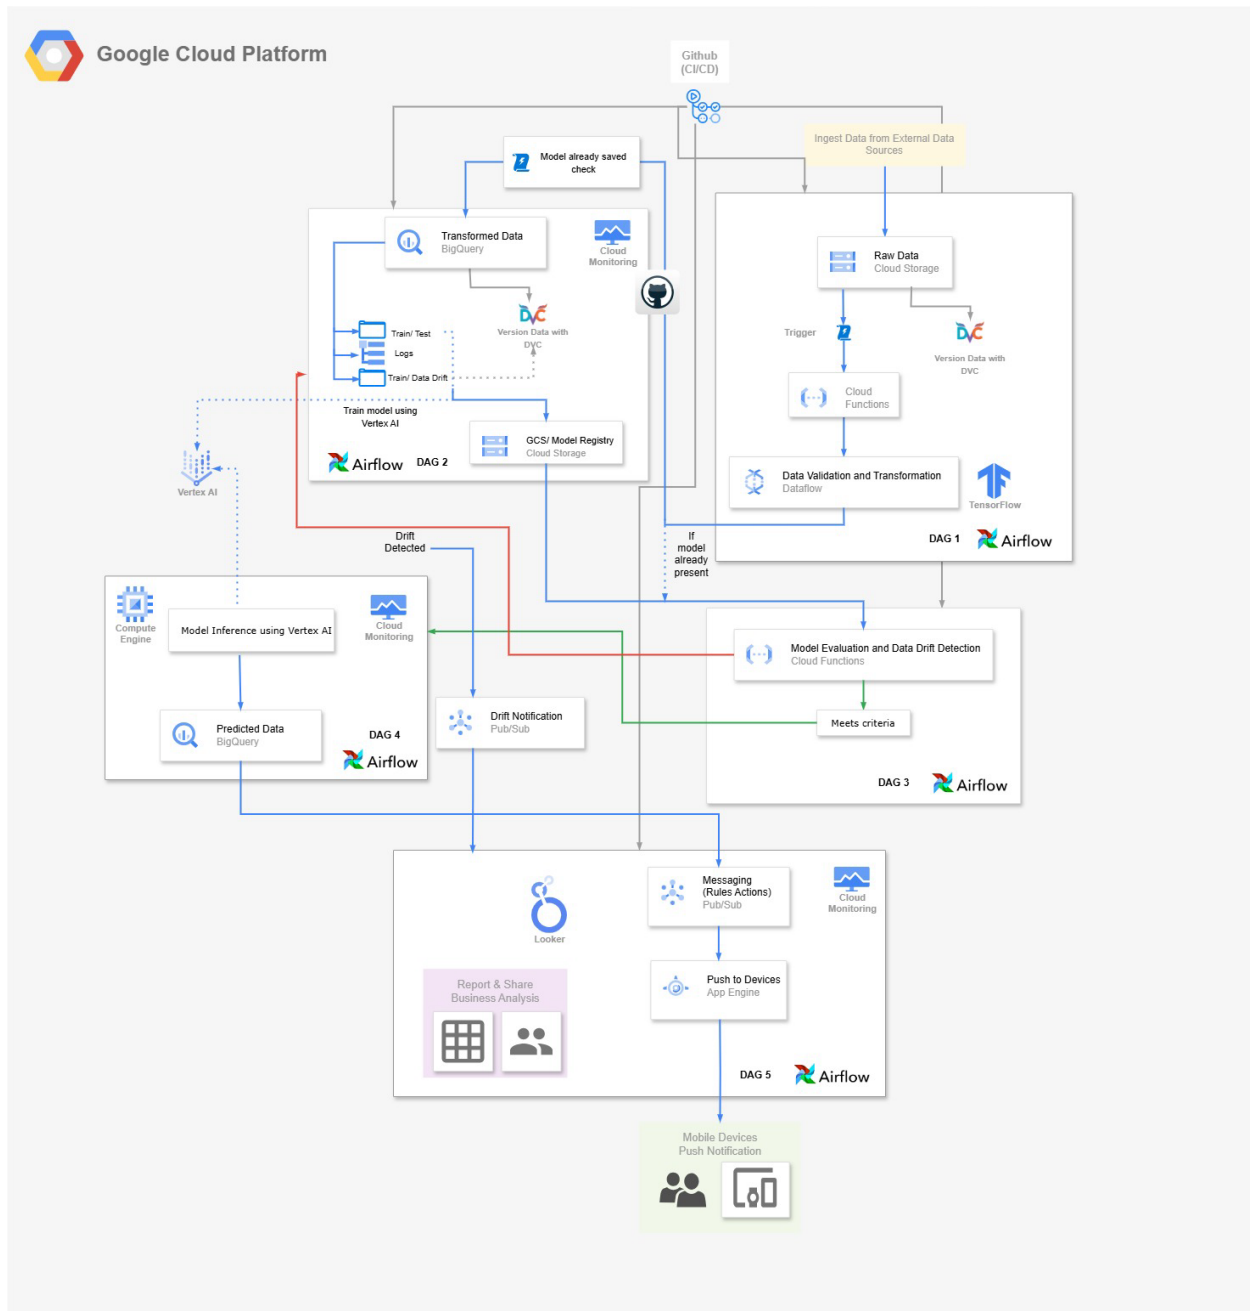 Google Cloud Platform
Github
(CI/CD)
Ingest Data from External Data
Sources
Model already saved
check
Transformed Data
BigQuery
Cloud
Monitoring
Raw Data
Cloud Storage
DVC
Version Data with
DVC
Trigger
DVC
Version Data with
DVC
Train/ Test
Logs
Train/ Data Drift
Cloud
Functions
Train model using
Vertex AI
GCS/ Model Registry
Cloud Storage
Airflow
DAG 2
Data Validation and Transformation
Dataflow
TensorFlow
Vertex AI
DAG 1
Airflow
Drift
Detected
If
model
already
present
Compute
Engine
Model Inference using Vertex AI
Cloud
Monitoring
Model Evaluation and Data Drift Detection
Cloud Functions
Drift Notification
Pub/Sub
Meets criteria
Predicted Data
BigQuery
DAG 4
Airflow
DAG 3
Airflow
Messaging
(Rules Actions)
Pub/Sub
Cloud
Monitoring
Looker
Report & Share
Business Analysis
Push to Devices
App Engine
DAG 5
Airflow
Mobile Devices
Push Notification